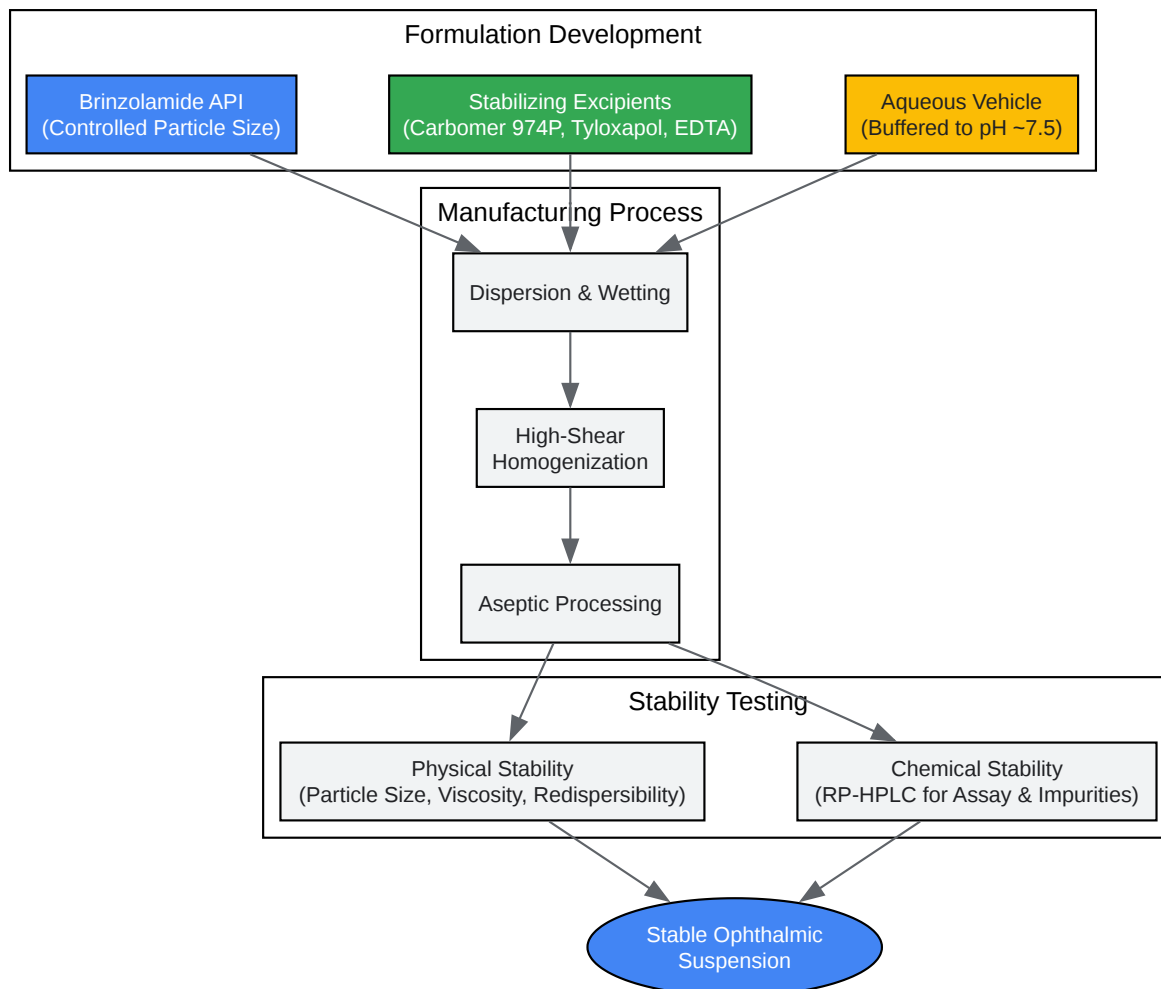 Formulation Development
Brinzolamide API
(Controlled Particle Size)
Stabilizing Excipients
(Carbomer 974P, Tyloxapol, EDTA)
Aqueous Vehicle
(Buffered to pH ~7.5)
Manufacturing Process
Dispersion & Wetting
High-Shear
Homogenization
Aseptic Processing
Stability Testing
Physical Stability
(Particle Size, Viscosity, Redispersibility)
Chemical Stability
(RP-HPLC for Assay & Impurities)
Stable Ophthalmic
Suspension